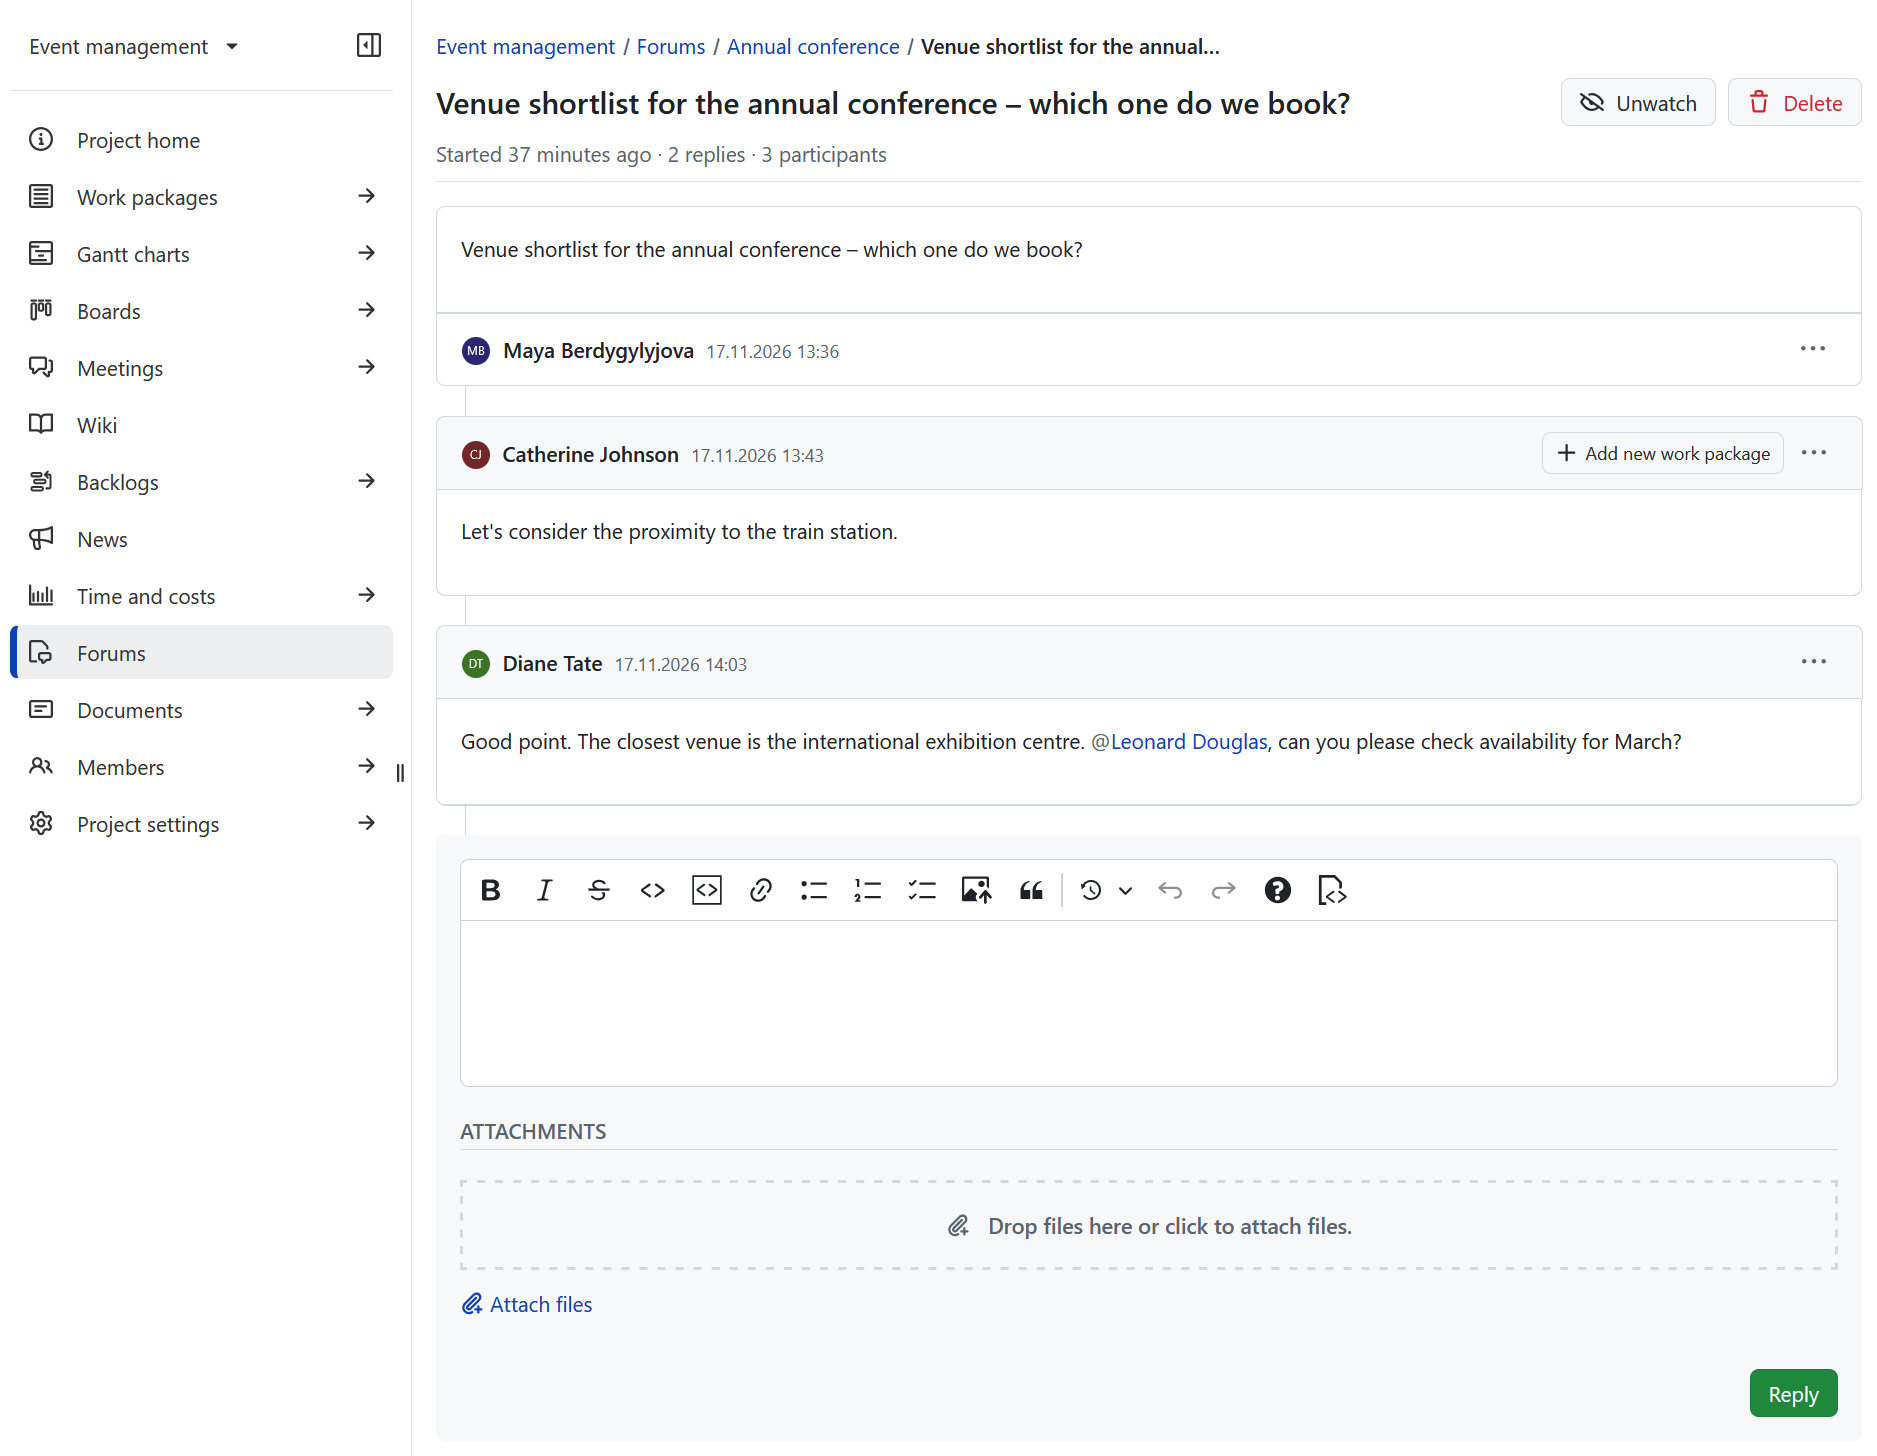 Event management
Project home
Work packages
Gantt charts
Boards
Meetings
Wiki
Backlogs
News
Time and costs
Forums
Documents
Members
Project settings
Event management / Forums / Annual conference / Venue shortlist for the annual...
Venue shortlist for the annual conference – which one do we book?
Unwatch
Delete
Started 37 minutes ago · 2 replies · 3 participants
Venue shortlist for the annual conference – which one do we book?
MB Maya Berdygylyjova 17.11.2026 13:36
CJ Catherine Johnson 17.11.2026 13:43
Add new work package
Let's consider the proximity to the train station.
DT Diane Tate 17.11.2026 14:03
Good point. The closest venue is the international exhibition centre. @Leonard Douglas, can you please check availability for March?
ATTACHMENTS
Drop files here or click to attach files.
Attach files
Reply